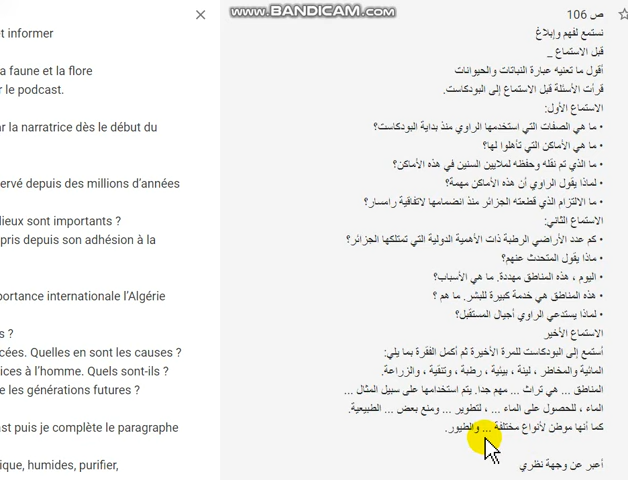 WWW.BANDICAM.COM
et informer
a faune et la flore
r le podcast.
ar la narratrice dès le début du
ervé depuis des millions d'années
lieux sont importants ?
pris depuis son adhésion à la
portance internationale l'Algérie
s ?
cées. Quelles en sont les causes ?
ices à l'homme. Quels sont-ils ?
e les générations futures ?
ast puis je complète le paragraphe
ique, humides, purifier,
ص 106
نستمع لفهم وإبلاغ
قبل الاستماع _
أقول ما تعنيه عبارة النباتات والحيوانات
قرأت الأسئلة قبل الاستماع إلى البودكاست.
الاستماع الأول:
• ما هي الصفات التي استخدمها الراوي منذ بداية البودكاست؟
• ما هي الأماكن التي تأهلوا لها؟
• ما الذي تم نقله وحفظه لملايين السنين في هذه الأماكن؟
• لماذا يقول الراوي أن هذه الأماكن مهمة؟
• ما الالتزام الذي قطعته الجزائر منذ انضمامها لاتفاقية رامسار؟
الاستماع الثاني:
• كم عدد الأراضي الرطبة ذات الأهمية الدولية التي تمتلكها الجزائر؟
• ماذا يقول المتحدث عنهم؟
• اليوم ، هذه المناطق مهددة. ما هي الأسباب؟
• هذه المناطق هي خدمة كبيرة للبشر. ما هم ؟
• لماذا يستدعي الراوي أجيال المستقبل؟
الاستماع الأخير
أستمع إلى البودكاست للمرة الأخيرة ثم أكمل الفقرة بما يلي:
المائية والمخاطر ، لينة ، بيئية ، رطبة ، وتنقية ، والزراعة.
المناطق ... هي تراث ... مهم جدا. يتم استخدامها على سبيل المثال ...
الماء ، للحصول على الماء ... ، لتطوير ... ومنع بعض ... الطبيعية.
كما أنها موطن لأنواع مختلفة ... والطيور.
أعبر عن وجهة نظري